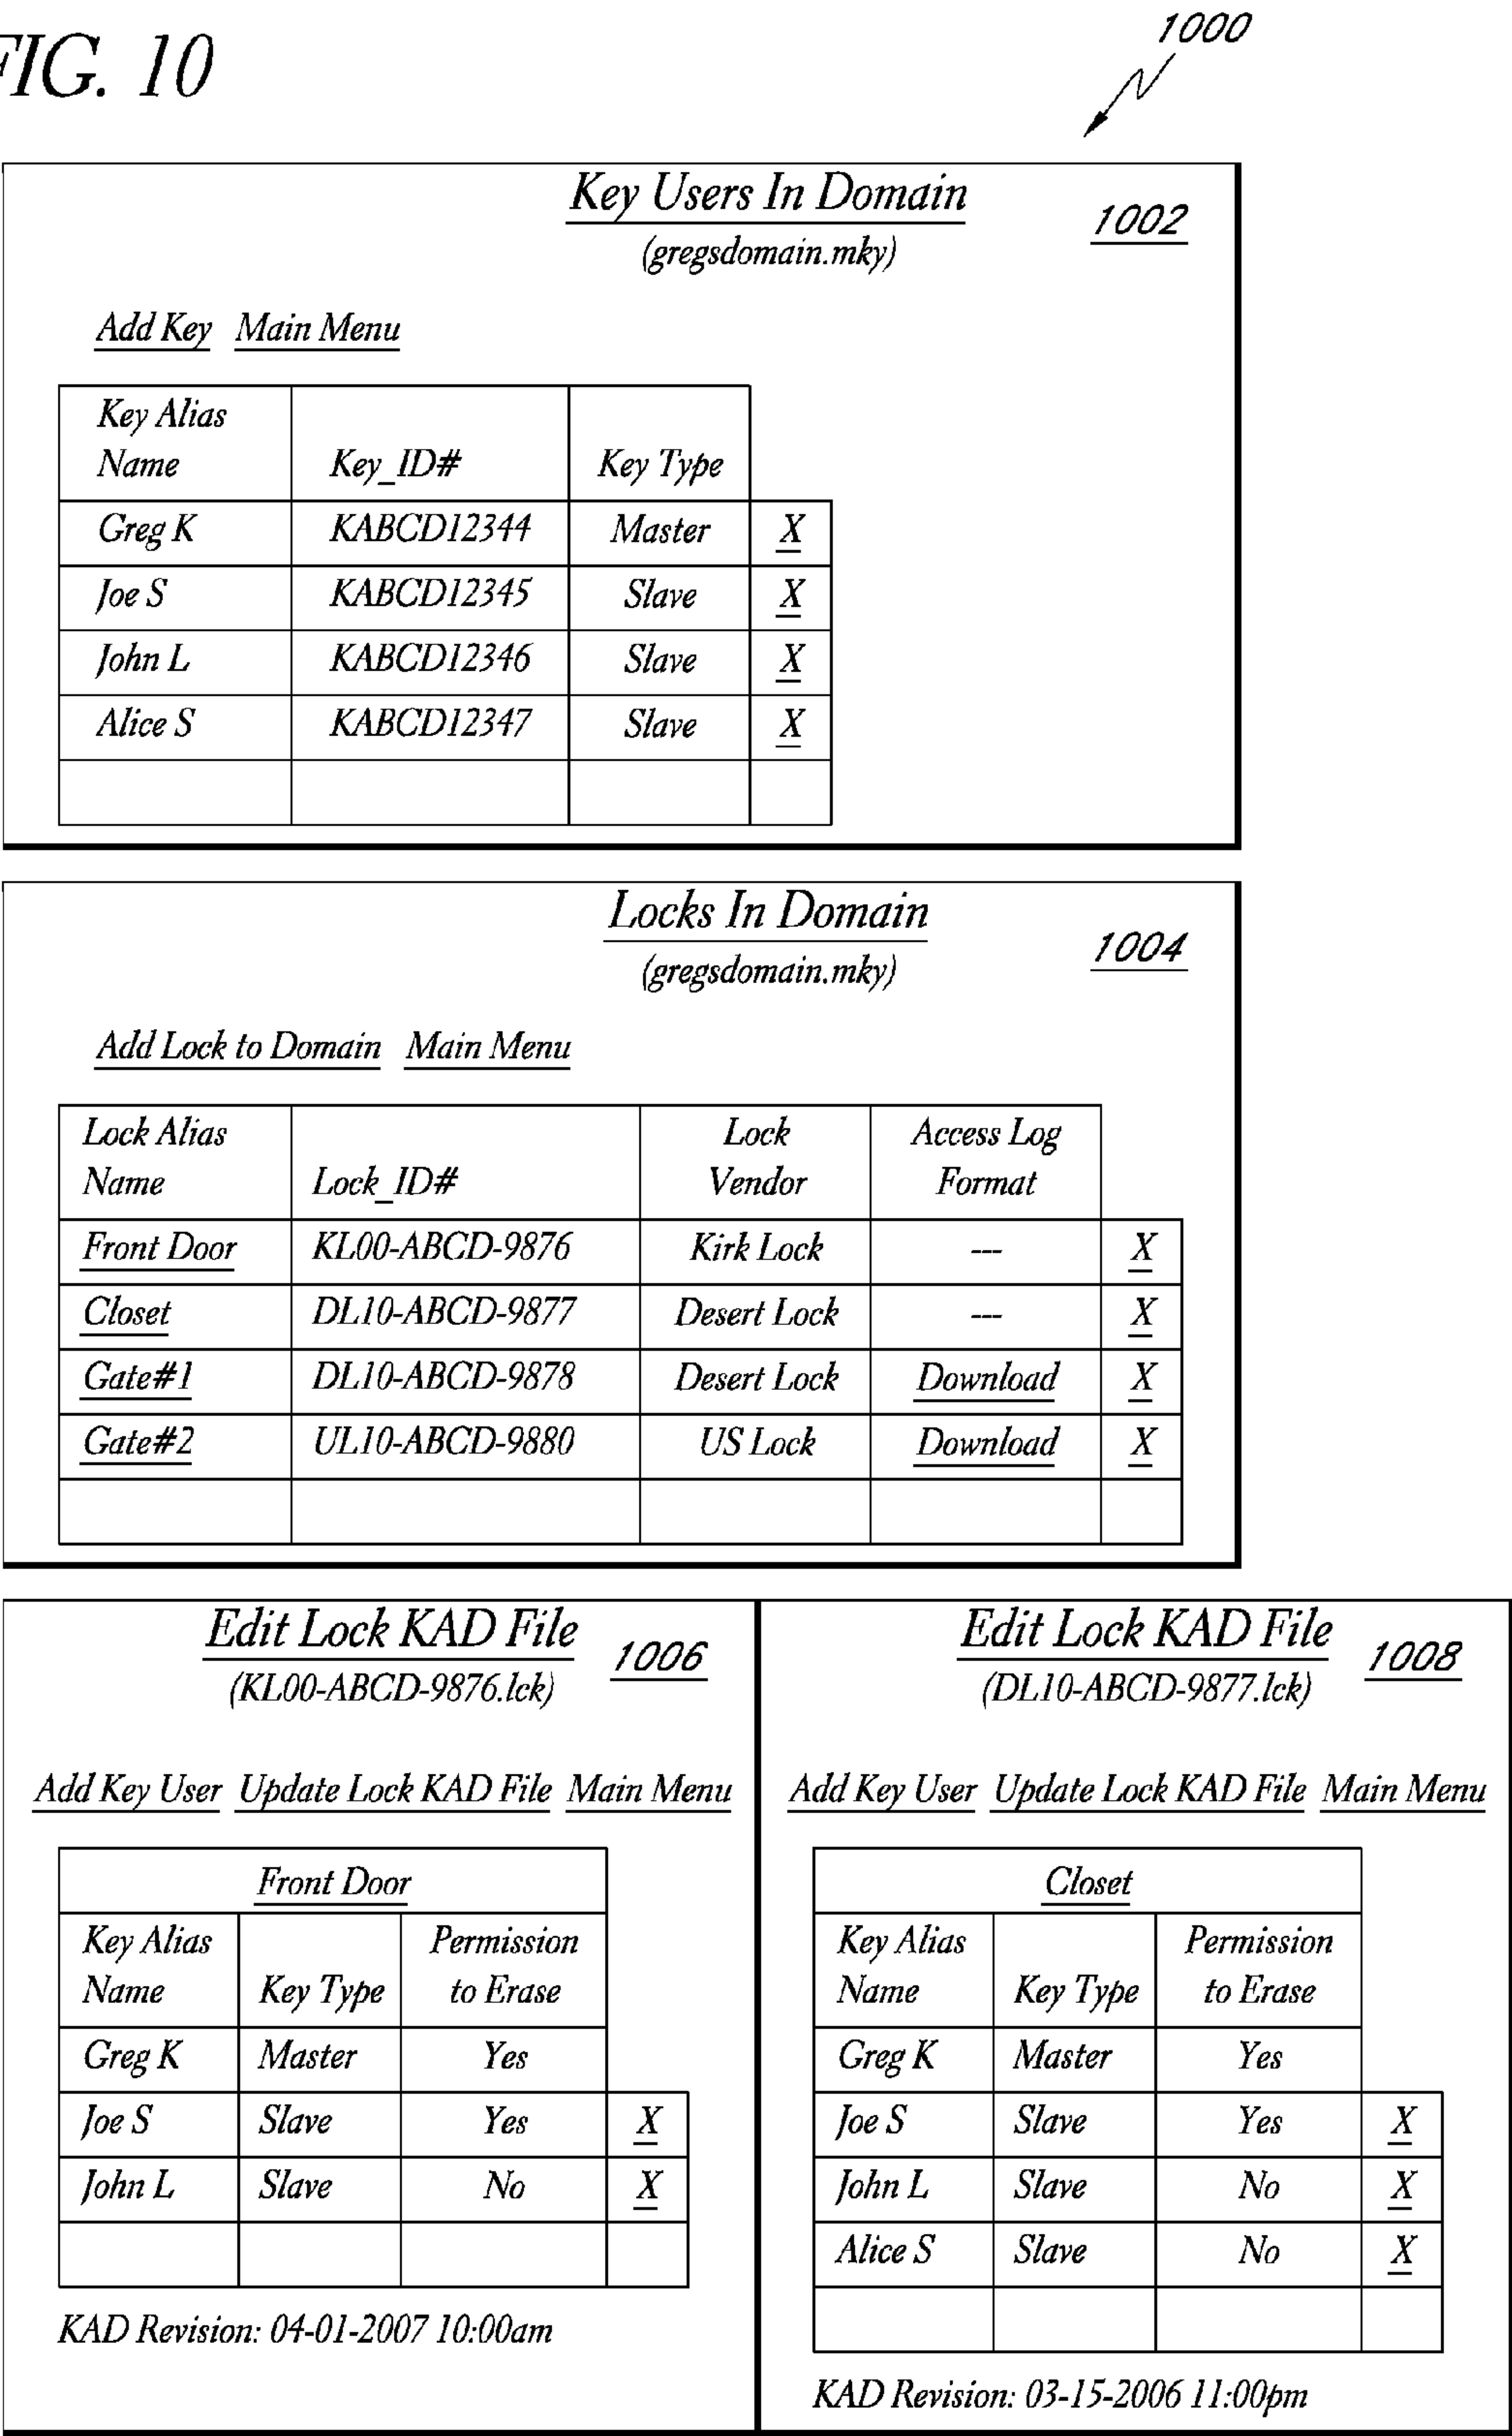 FIG. 10
1000
Key Users In Domain
1002
(gregsdomain.mky)
Add Key Main Menu
Key Alias
Name Key_ID# Key Type
Greg K KABCD12344 Master X
Joe S KABCD12345 Slave X
John L KABCD12346 Slave X
Alice S KABCD12347 Slave X
Locks In Domain
1004
(gregsdomain.mky)
Add Lock to Domain Main Menu
Lock Alias Lock Access Log
Name Lock_ID# Vendor Format
Front Door KL00-ABCD-9876 Kirk Lock --- X
Closet DL10-ABCD-9877 Desert Lock --- X
Gate#1 DL10-ABCD-9878 Desert Lock Download X
Gate#2 UL10-ABCD-9880 US Lock Download X
Edit Lock KAD File 1006
(KL00-ABCD-9876.lck)
Add Key User Update Lock KAD File Main Menu
Front Door
Key Alias Permission
Name Key Type to Erase
Greg K Master Yes
Joe S Slave Yes X
John L Slave No X
KAD Revision: 04-01-2007 10:00am
Edit Lock KAD File 1008
(DL10-ABCD-9877.lck)
Add Key User Update Lock KAD File Main Menu
Closet
Key Alias Permission
Name Key Type to Erase
Greg K Master Yes
Joe S Slave Yes X
John L Slave No X
Alice S Slave No X
KAD Revision: 03-15-2006 11:00pm